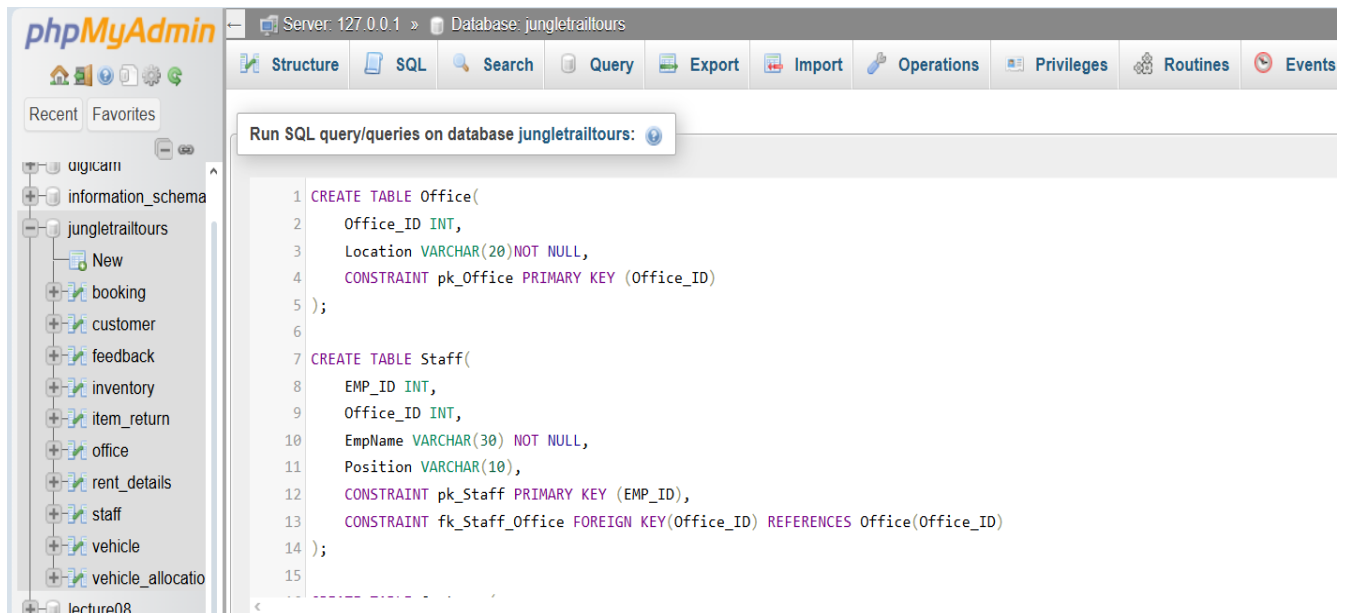 phpMyAdmin
Recent Favorites
digicam
information_schema
jungletrailtours
New
booking
customer
feedback
inventory
item_return
office
rent_details
staff
vehicle
vehicle_allocatio
lecture08
Server: 127.0.0.1 » Database: jungletrailtours
Structure SQL Search Query Export Import Operations Privileges Routines Events
Run SQL query/queries on database jungletrailtours:
1 CREATE TABLE Office(
2 Office_ID INT,
3 Location VARCHAR(20)NOT NULL,
4 CONSTRAINT pk_Office PRIMARY KEY (Office_ID)
5 );
6
7 CREATE TABLE Staff(
8 EMP_ID INT,
9 Office_ID INT,
10 EmpName VARCHAR(30) NOT NULL,
11 Position VARCHAR(10),
12 CONSTRAINT pk_Staff PRIMARY KEY (EMP_ID),
13 CONSTRAINT fk_Staff_Office FOREIGN KEY(Office_ID) REFERENCES Office(Office_ID)
14 );
15